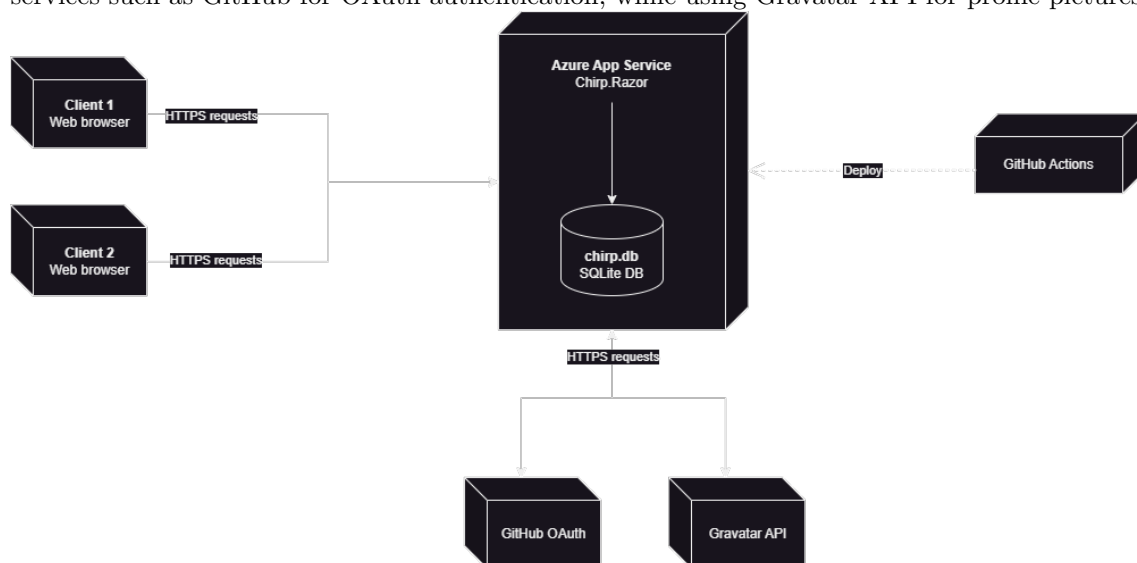 services such as GitHub for OAuth authentication, while using Gravatar API for profile pictures
Azure App Service
Chirp.Razor
Client 1
Web browser
HTTPS requests
Deploy
GitHub Actions
Client 2
Web browser
HTTPS requests
chirp.db
SQLite DB
HTTPS requests
GitHub OAuth
Gravatar API